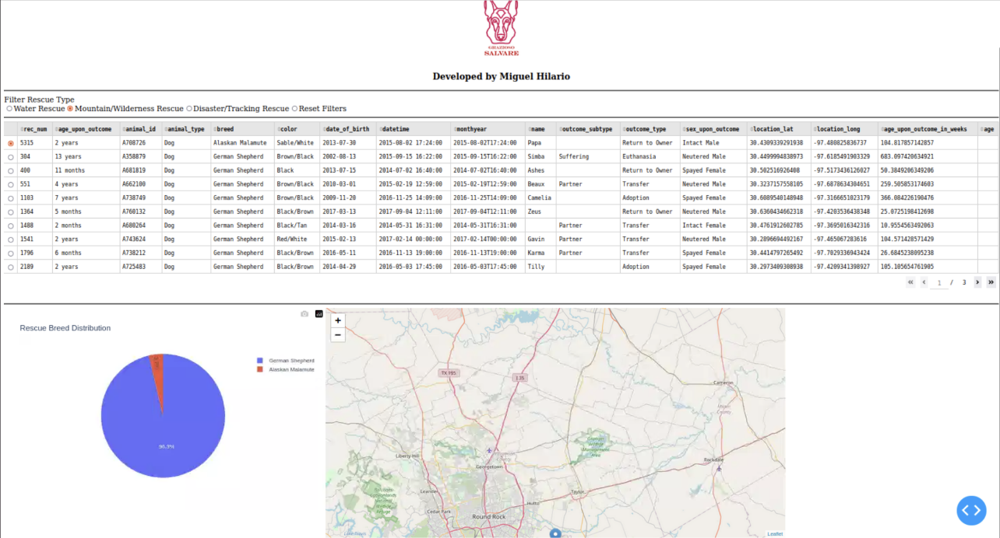 GRAZIOSO
SALVARE
Developed by Miguel Hilario
Filter Rescue Type
Water Rescue Mountain/Wilderness Rescue Disaster/Tracking Rescue Reset Filters
rec_num age_upon_outcome animal_id animal_type breed color date_of_birth datetime monthyear name outcome_subtype outcome_type sex_upon_outcome location_lat location_long age_upon_outcome_in_weeks age
5315 2 years A708726 Dog Alaskan Malamute Sable/White 2013-07-30 2015-08-02 17:24:00 2015-08-02T17:24:00 Papa Return to Owner Intact Male 30.4309339291938 -97.480825836737 104.817857142857
304 13 years A358879 Dog German Shepherd Brown/Black 2002-08-13 2015-09-15 16:22:00 2015-09-15T16:22:00 Simba Suffering Euthanasia Neutered Male 30.4499994838973 -97.6185491903329 683.097420634921
400 11 months A681819 Dog German Shepherd Black 2013-07-15 2014-07-02 16:40:00 2014-07-02T16:40:00 Ashes Return to Owner Spayed Female 30.502516926408 -97.5173436126027 50.3849206349206
551 4 years A662100 Dog German Shepherd Brown/Black 2010-03-01 2015-02-19 12:59:00 2015-02-19T12:59:00 Beaux Partner Transfer Neutered Male 30.3237157558105 -97.6878634304651 259.505853174603
1103 7 years A738749 Dog German Shepherd Brown/Black 2009-11-20 2016-11-25 14:09:00 2016-11-25T14:09:00 Camelia Adoption Spayed Female 30.6089540148948 -97.3166651023179 366.084226190476
1364 5 months A760132 Dog German Shepherd Black/Brown 2017-03-13 2017-09-04 12:11:00 2017-09-04T12:11:00 Zeus Return to Owner Neutered Male 30.6360434662318 -97.4203536438348 25.0725198412698
1488 2 months A680264 Dog German Shepherd Black/Tan 2014-03-16 2014-05-31 16:31:00 2014-05-31T16:31:00 Partner Transfer Intact Female 30.4761912602785 -97.3695016342316 10.9554563492063
1541 2 years A743624 Dog German Shepherd Red/White 2015-02-13 2017-02-14 00:00:00 2017-02-14T00:00:00 Gavin Partner Transfer Neutered Male 30.2896694492167 -97.465067283616 104.571428571429
1796 6 months A738212 Dog German Shepherd Black/Brown 2016-05-11 2016-11-13 19:00:00 2016-11-13T19:00:00 Karma Partner Transfer Spayed Female 30.4414797265492 -97.7029336943424 26.6845238095238
2189 2 years A725483 Dog German Shepherd Black/Brown 2014-04-29 2016-05-03 17:45:00 2016-05-03T17:45:00 Tilly Adoption Spayed Female 30.2973409308938 -97.4209341398927 105.105654761905
1 / 3
Rescue Breed Distribution
German Shepherd
Alaskan Malamute
96.3%
+
−
TX 195
I 35
Cameron
Milam
County
Granger
Wildlife
Management
Area
Liberty Hill
Georgetown
Rockdale
Leander
Taylor
Hutto
National
Wildlife
Refuge
Cedar Park
Round Rock
Leaflet